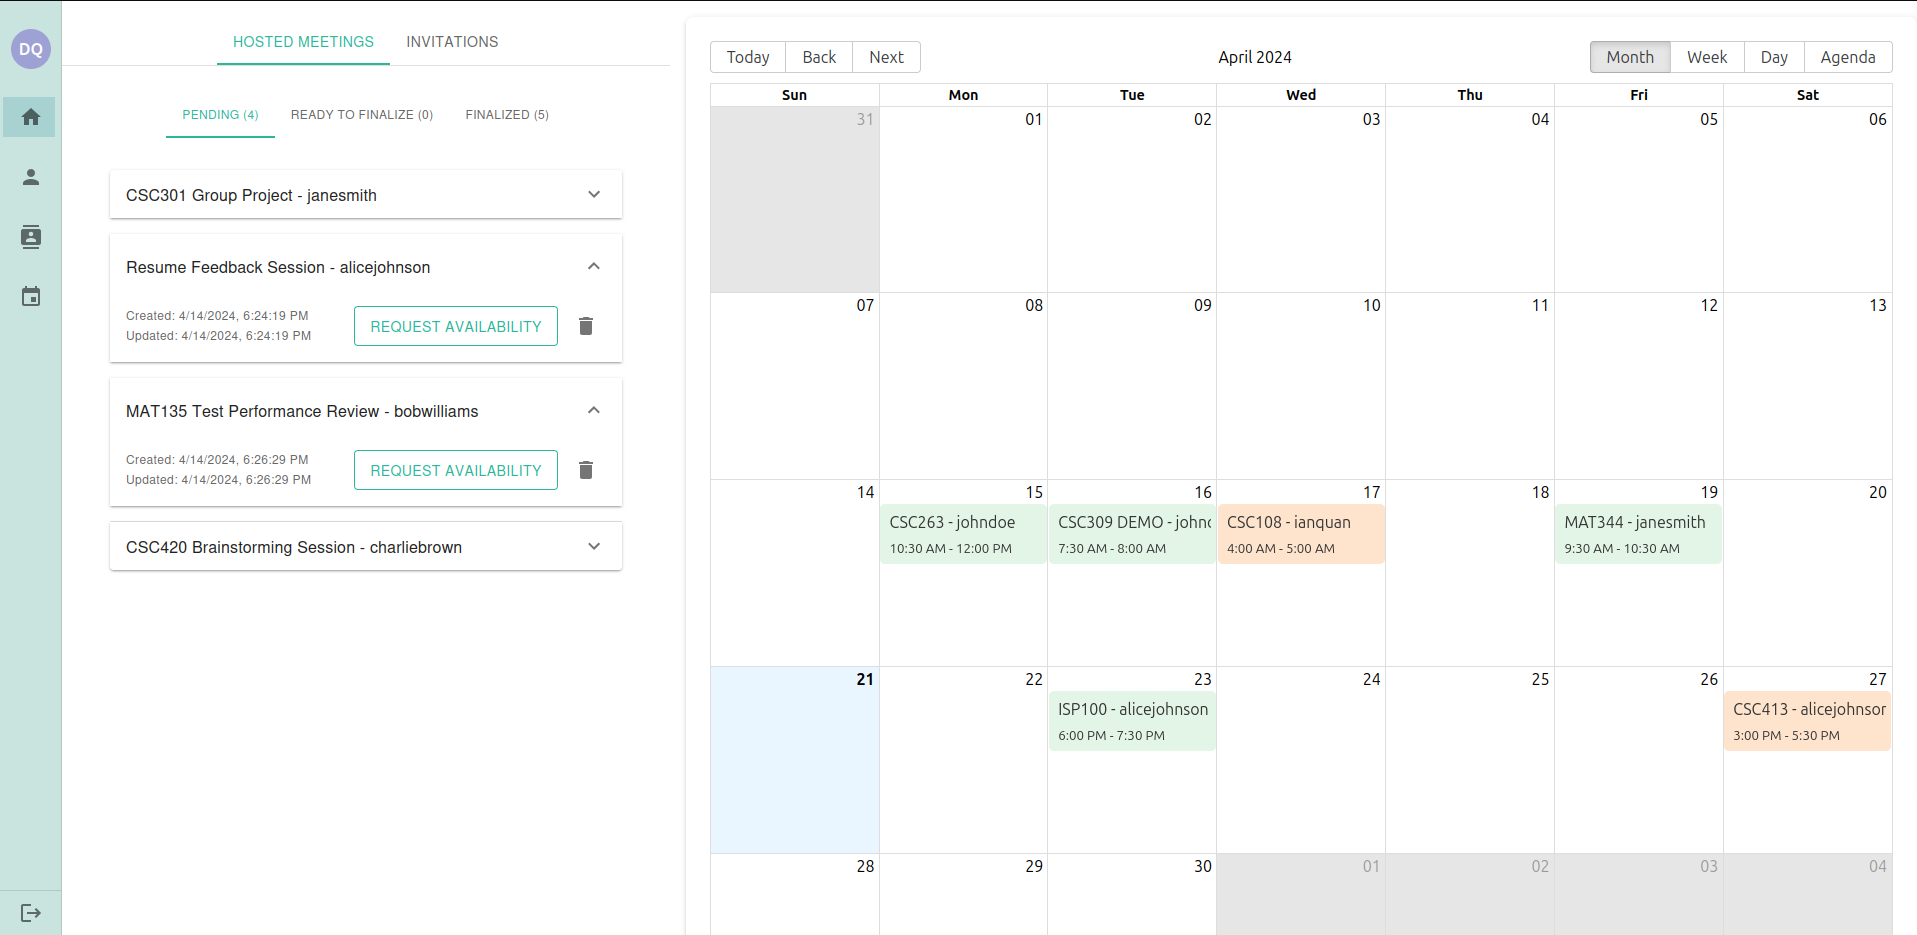 DQ
HOSTED MEETINGS
INVITATIONS
PENDING (4)
READY TO FINALIZE (0)
FINALIZED (5)
CSC301 Group Project - janesmith
Resume Feedback Session - alicejohnson
Created: 4/14/2024, 6:24:19 PM
Updated: 4/14/2024, 6:24:19 PM
REQUEST AVAILABILITY
MAT135 Test Performance Review - bobwilliams
Created: 4/14/2024, 6:26:29 PM
Updated: 4/14/2024, 6:26:29 PM
REQUEST AVAILABILITY
CSC420 Brainstorming Session - charliebrown
Today Back Next
April 2024
Month Week Day Agenda
Sun Mon Tue Wed Thu Fri Sat
31 01 02 03 04 05 06
07 08 09 10 11 12 13
14 15 16 17 18 19 20
CSC263 - johndoe
10:30 AM - 12:00 PM
CSC309 DEMO - johnd
7:30 AM - 8:00 AM
CSC108 - ianquan
4:00 AM - 5:00 AM
MAT344 - janesmith
9:30 AM - 10:30 AM
21 22 23 24 25 26 27
ISP100 - alicejohnson
6:00 PM - 7:30 PM
CSC413 - alicejohnson
3:00 PM - 5:30 PM
28 29 30 01 02 03 04